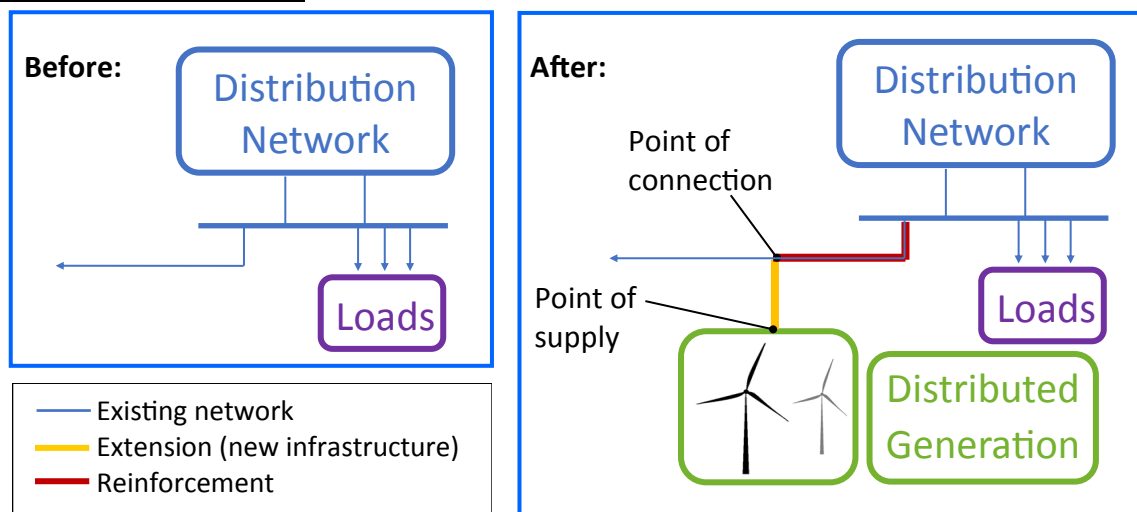 Before:
Distribution
Network
Loads
Existing network
Extension (new infrastructure)
Reinforcement
After:
Distribution
Network
Point of
connection
Point of
supply
Loads
Distributed
Generation